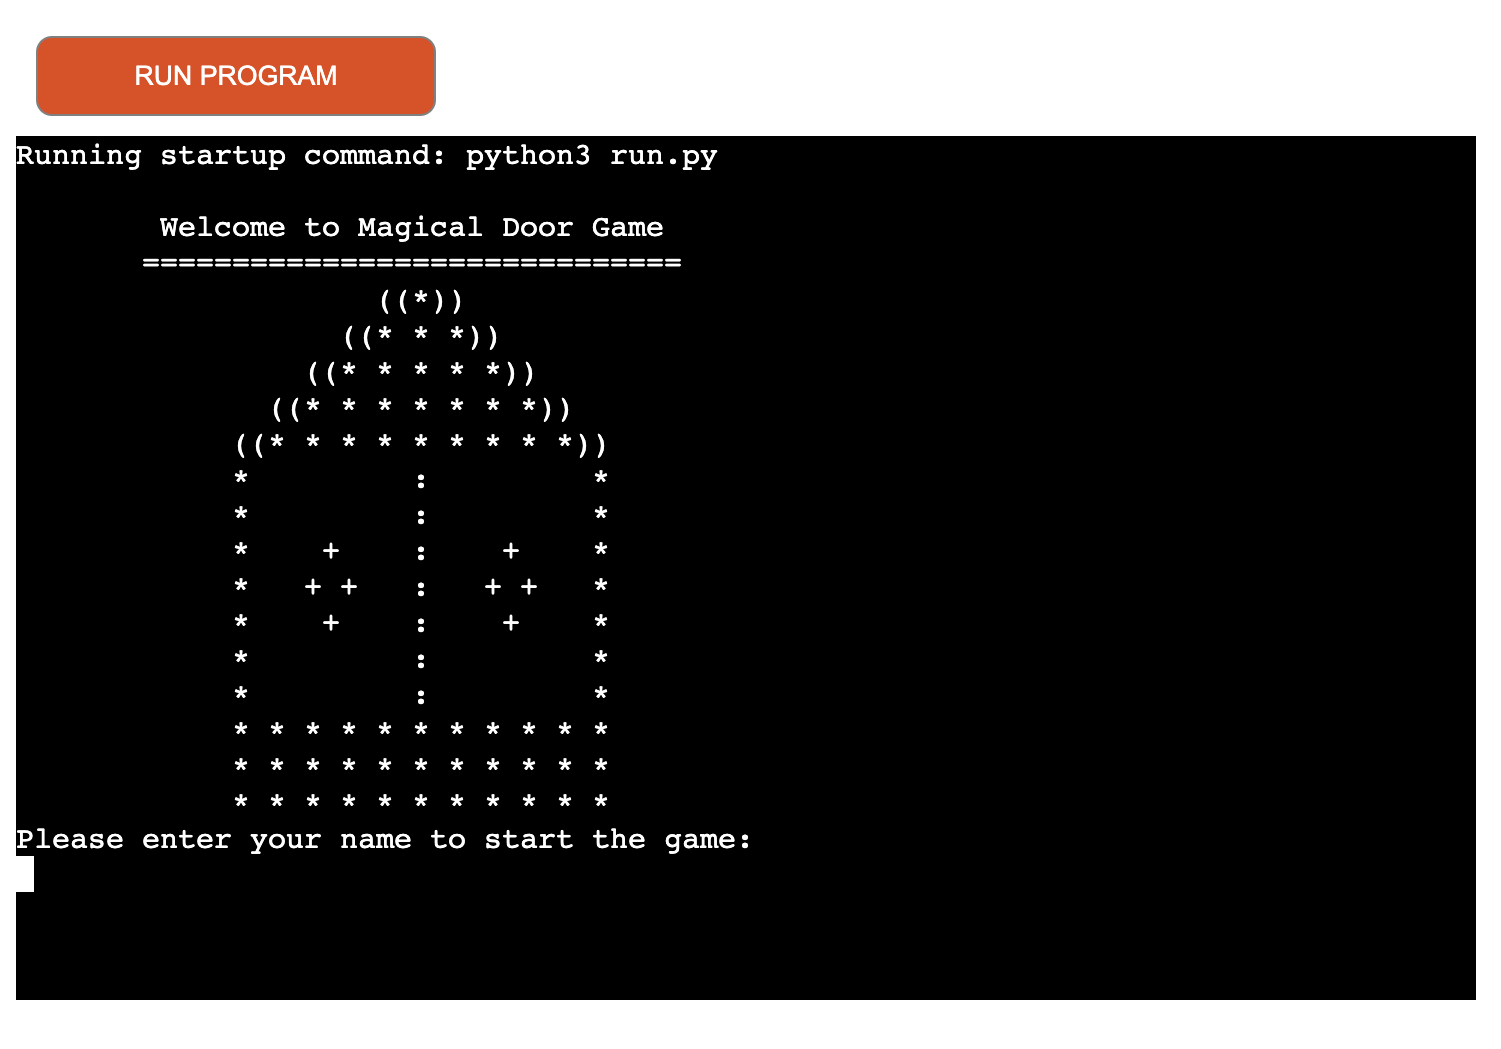 RUN PROGRAM
Running startup command: python3 run.py
        Welcome to Magical Door Game
       ==============================
                    ((*))
                  ((* * *))
                ((* * * * *))
              ((* * * * * * *))
            ((* * * * * * * * *))
            *         :         *
            *         :         *
            *    +    :    +    *
            *   + +   :   + +   *
            *    +    :    +    *
            *         :         *
            *         :         *
            * * * * * * * * * * *
            * * * * * * * * * * *
            * * * * * * * * * * *
Please enter your name to start the game: